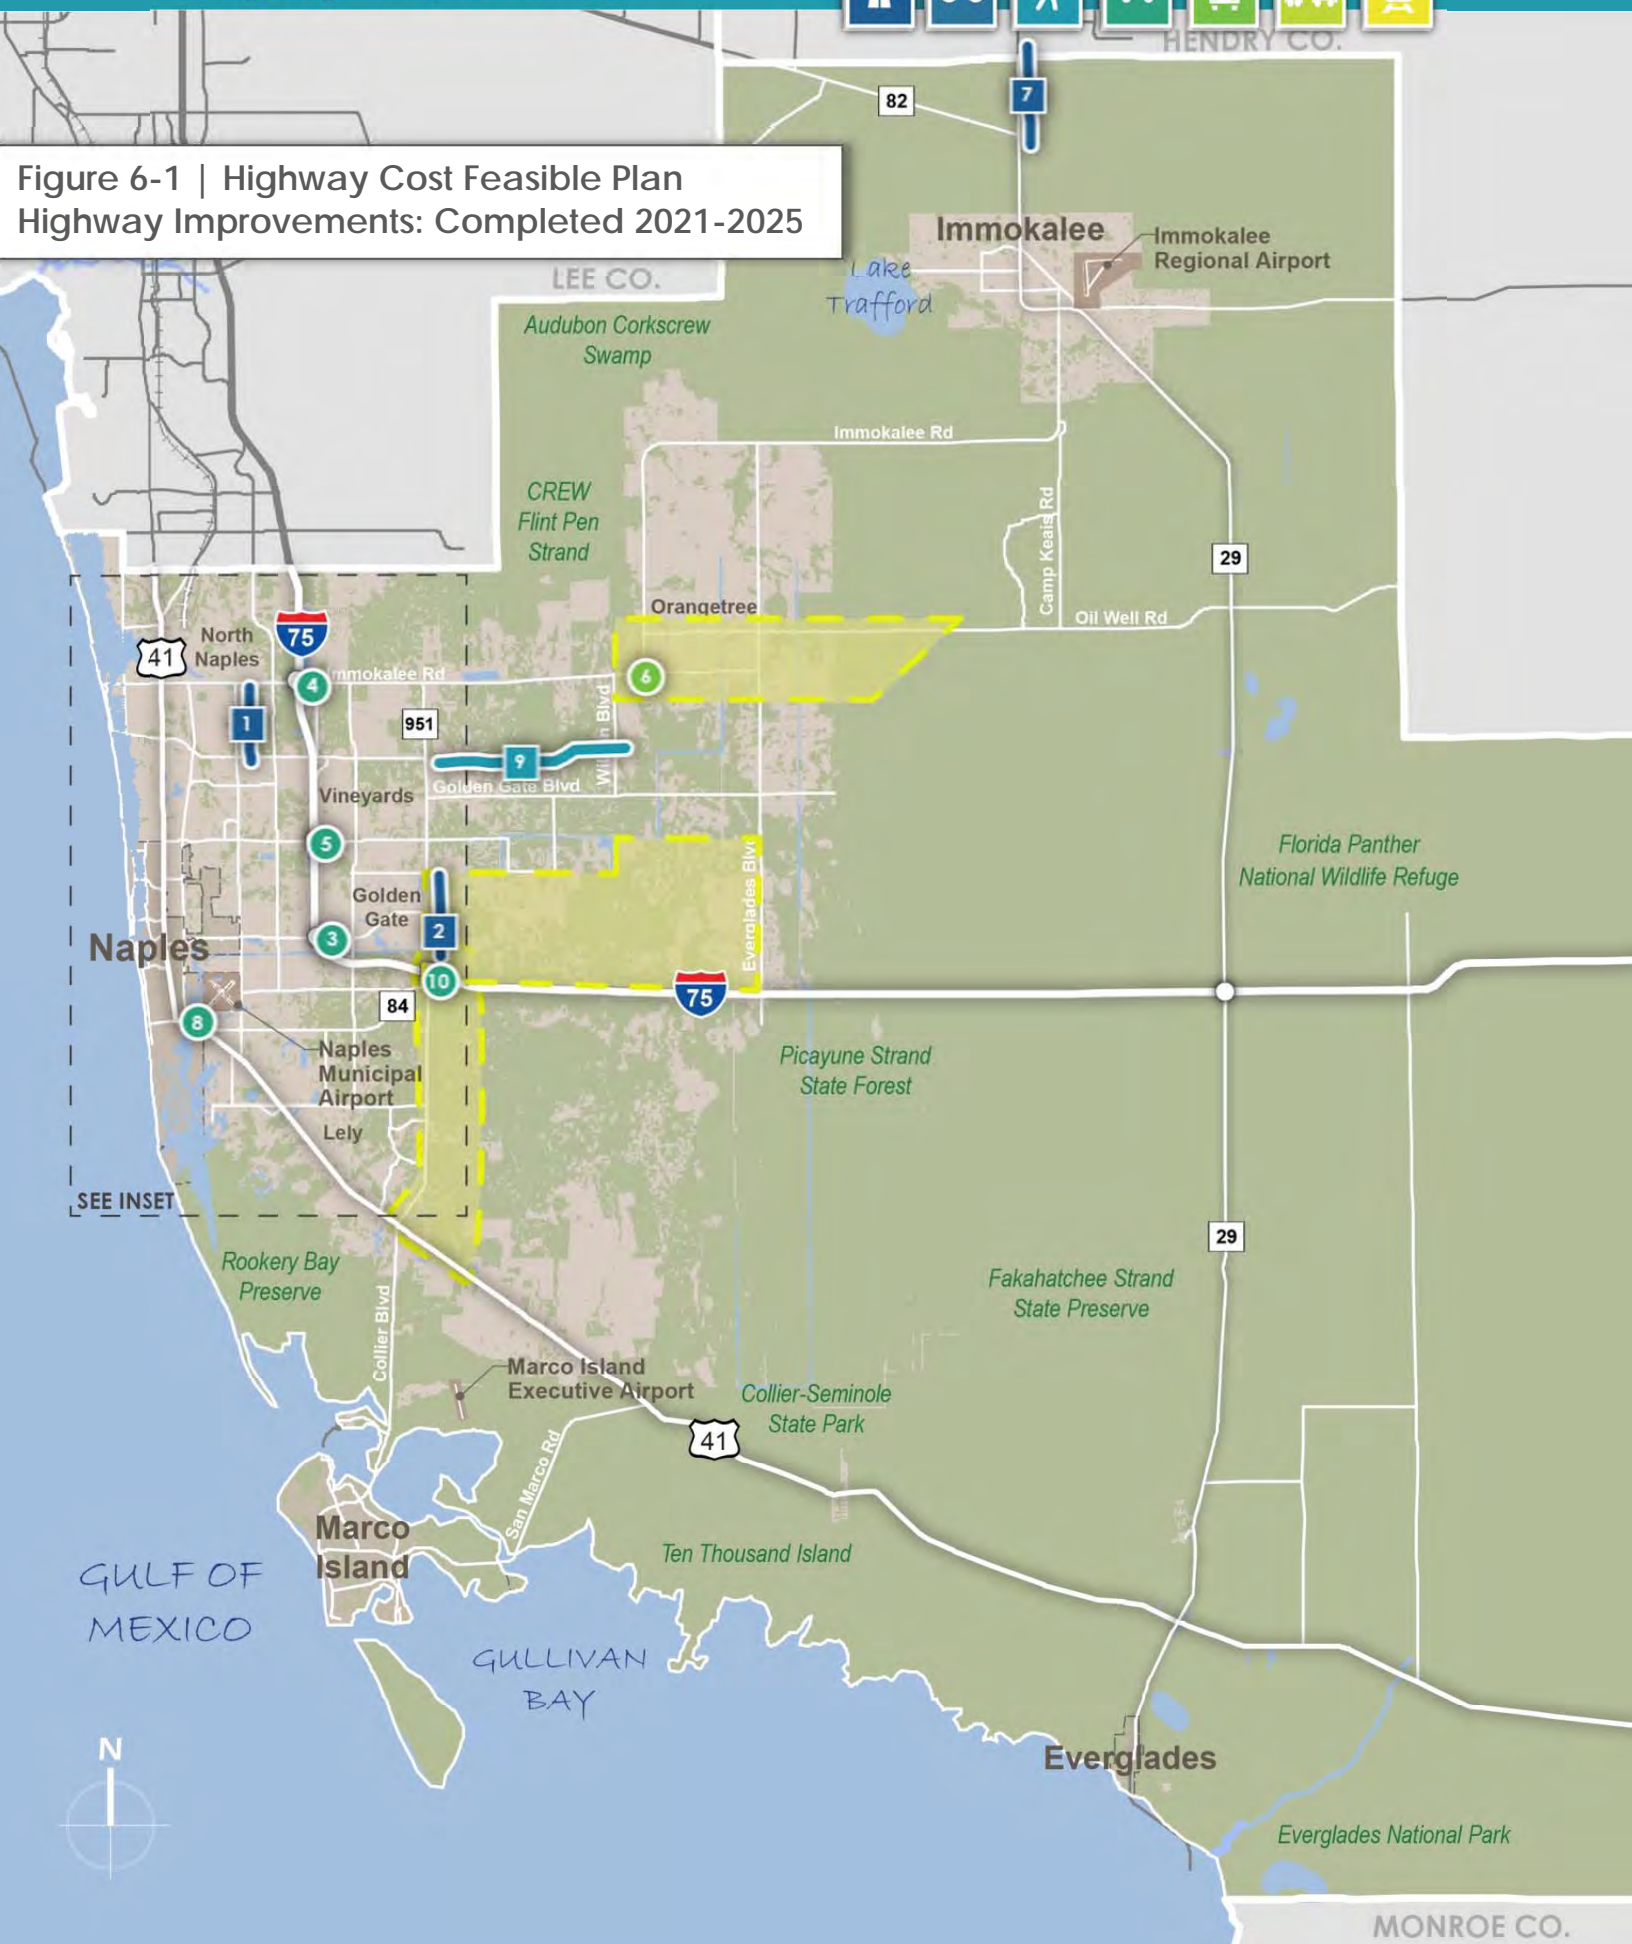 HENDRY CO.
7
82
Figure 6-1 | Highway Cost Feasible Plan
Highway Improvements: Completed 2021-2025
Immokalee
Immokalee
Regional Airport
LEE CO.
Lake
Trafford
Audubon Corkscrew
Swamp
Immokalee Rd
CREW
Flint Pen
Strand
Camp Keais Rd
29
Orangetree
Oil Well Rd
North
Naples
75
41
mmokalee Rd
4
6
1
951
9
Golden Gate Blvd
Vineyards
5
Florida Panther
National Wildlife Refuge
Golden
Gate
Everglades Blv
2
3
Naples
10
75
84
8
Naples
Municipal
Airport
Picayune Strand
State Forest
Lely
SEE INSET
29
Rookery Bay
Preserve
Fakahatchee Strand
State Preserve
Collier Blvd
Marco Island
Executive Airport
Collier-Seminole
State Park
41
San Marco Rd
Marco
Island
Ten Thousand Island
GULF OF
MEXICO
GULLIVAN
BAY
N
Everglades
Everglades National Park
MONROE CO.